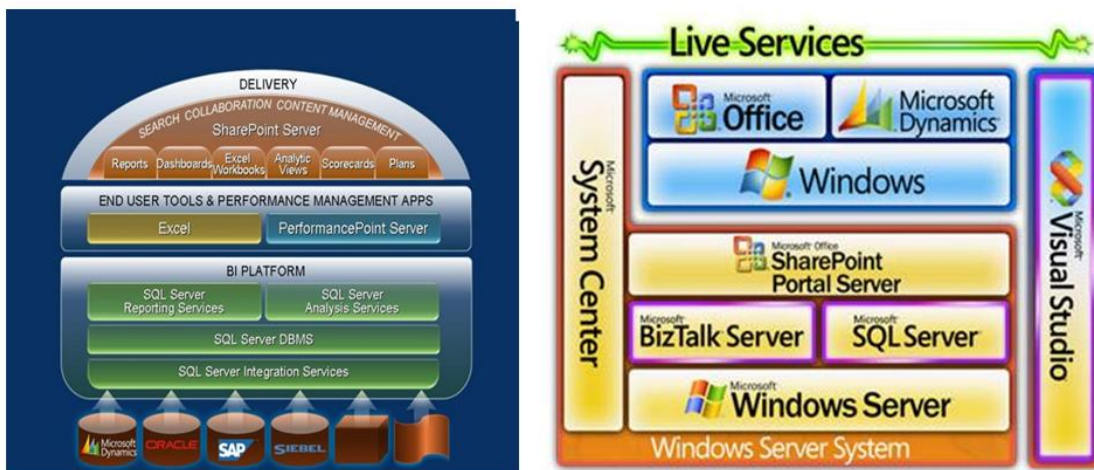 DELIVERY
SEARCH COLLABORATION CONTENT MANAGEMENT
SharePoint Server
Reports Dashboards Excel Workbooks Analytic Views Scorecards Plans
END USER TOOLS & PERFORMANCE MANAGEMENT APPS
Excel PerformancePoint Server
BI PLATFORM
SQL Server Reporting Services
SQL Server Analysis Services
SQL Server DBMS
SQL Server Integration Services
Microsoft Dynamics
ORACLE
SAP
SIEBEL
Live Services
Microsoft System Center
Microsoft Office
Microsoft Dynamics
Windows
Microsoft Office
SharePoint
Portal Server
Microsoft
BizTalk Server
Microsoft
SQL Server
Microsoft
Windows Server
Windows Server System
Microsoft Visual Studio